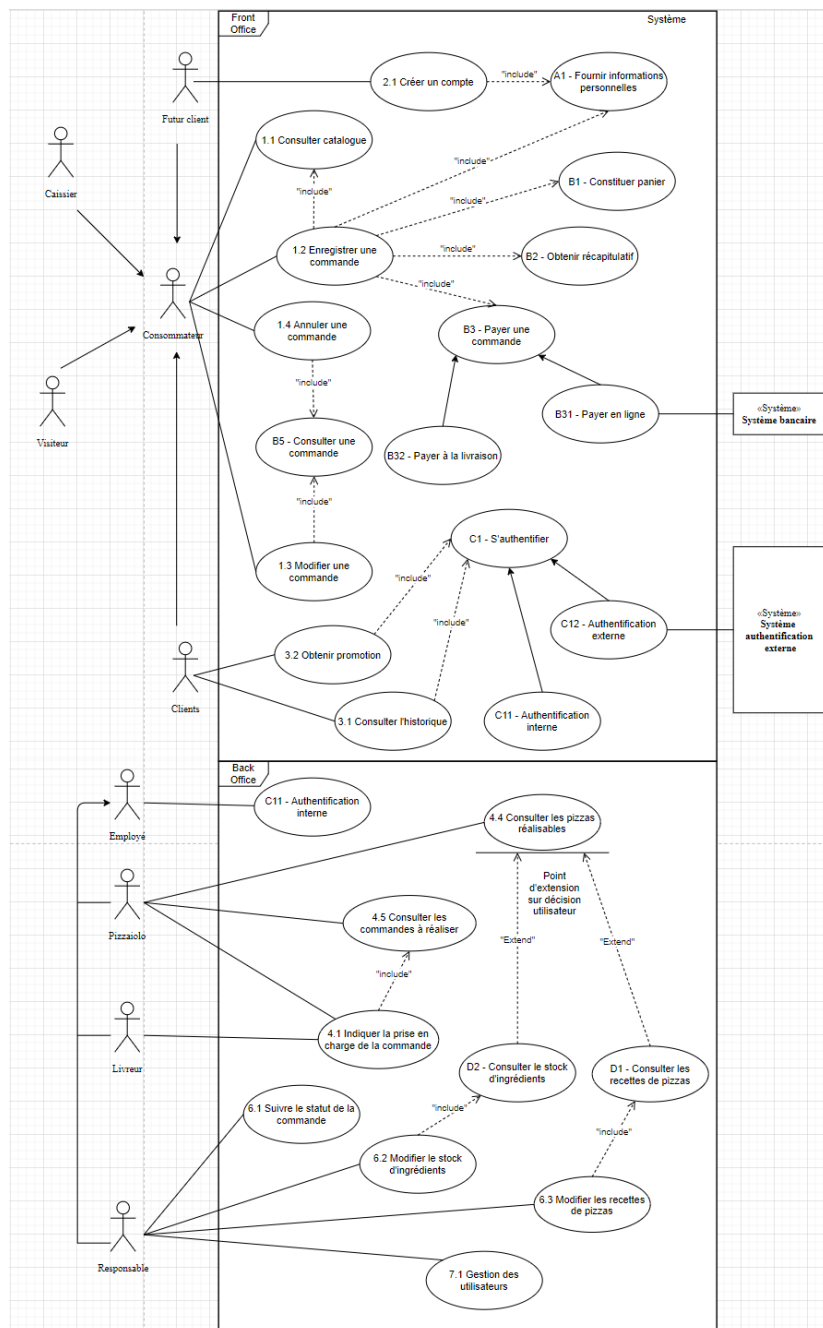 Front
Office
Système
Futur client
2.1 Créer un compte
"include"
A1 - Fournir informations
personnelles
Caissier
1.1 Consulter catalogue
"include"
"include"
B1 - Constituer panier
"include"
1.2 Enregistrer une
commande
"include"
B2 - Obtenir récapitulatif
"include"
Consommateur
1.4 Annuler une
commande
B3 - Payer une
commande
"include"
Visiteur
B31 - Payer en ligne
«Système»
Système bancaire
B5 - Consulter une
commande
B32 - Payer à la livraison
"include"
C1 - S'authentifier
1.3 Modifier une
commande
"include"
"include"
C12 - Authentification
externe
«Système»
Système
authentification
externe
3.2 Obtenir promotion
Clients
3.1 Consulter l'historique
C11 - Authentification
interne
Back
Office
Employé
C11 - Authentification
interne
4.4 Consulter les pizzas
réalisables
Point
d'extension
sur décision
utilisateur
Pizzaiolo
4.5 Consulter les
commandes à réaliser
"Extend"
"Extend"
"include"
Livreur
4.1 Indiquer la prise en
charge de la commande
D2 - Consulter le stock
d'ingrédients
D1 - Consulter les
recettes de pizzas
6.1 Suivre le statut de la
commande
"include"
"include"
6.2 Modifier le stock
d'ingrédients
6.3 Modifier les recettes
de pizzas
Responsable
7.1 Gestion des
utilisateurs